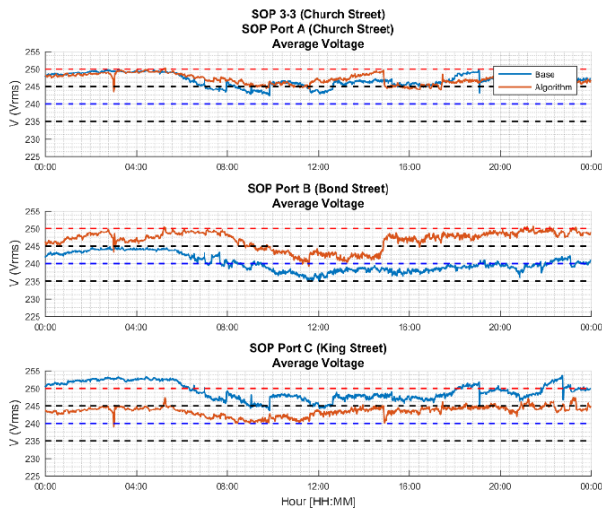 SOP 3-3 (Church Street)
SOP Port A (Church Street)
Average Voltage
V (Vrms)
255
250
245
240
235
230
225
Base
Algorithm
00:00 04:00 08:00 12:00 16:00 20:00 00:00
SOP Port B (Bond Street)
Average Voltage
V (Vrms)
255
250
245
240
235
230
225
00:00 04:00 08:00 12:00 16:00 20:00 00:00
SOP Port C (King Street)
Average Voltage
V (Vrms)
255
250
245
240
235
230
225
00:00 04:00 08:00 12:00 16:00 20:00 00:00
Hour [HH:MM]